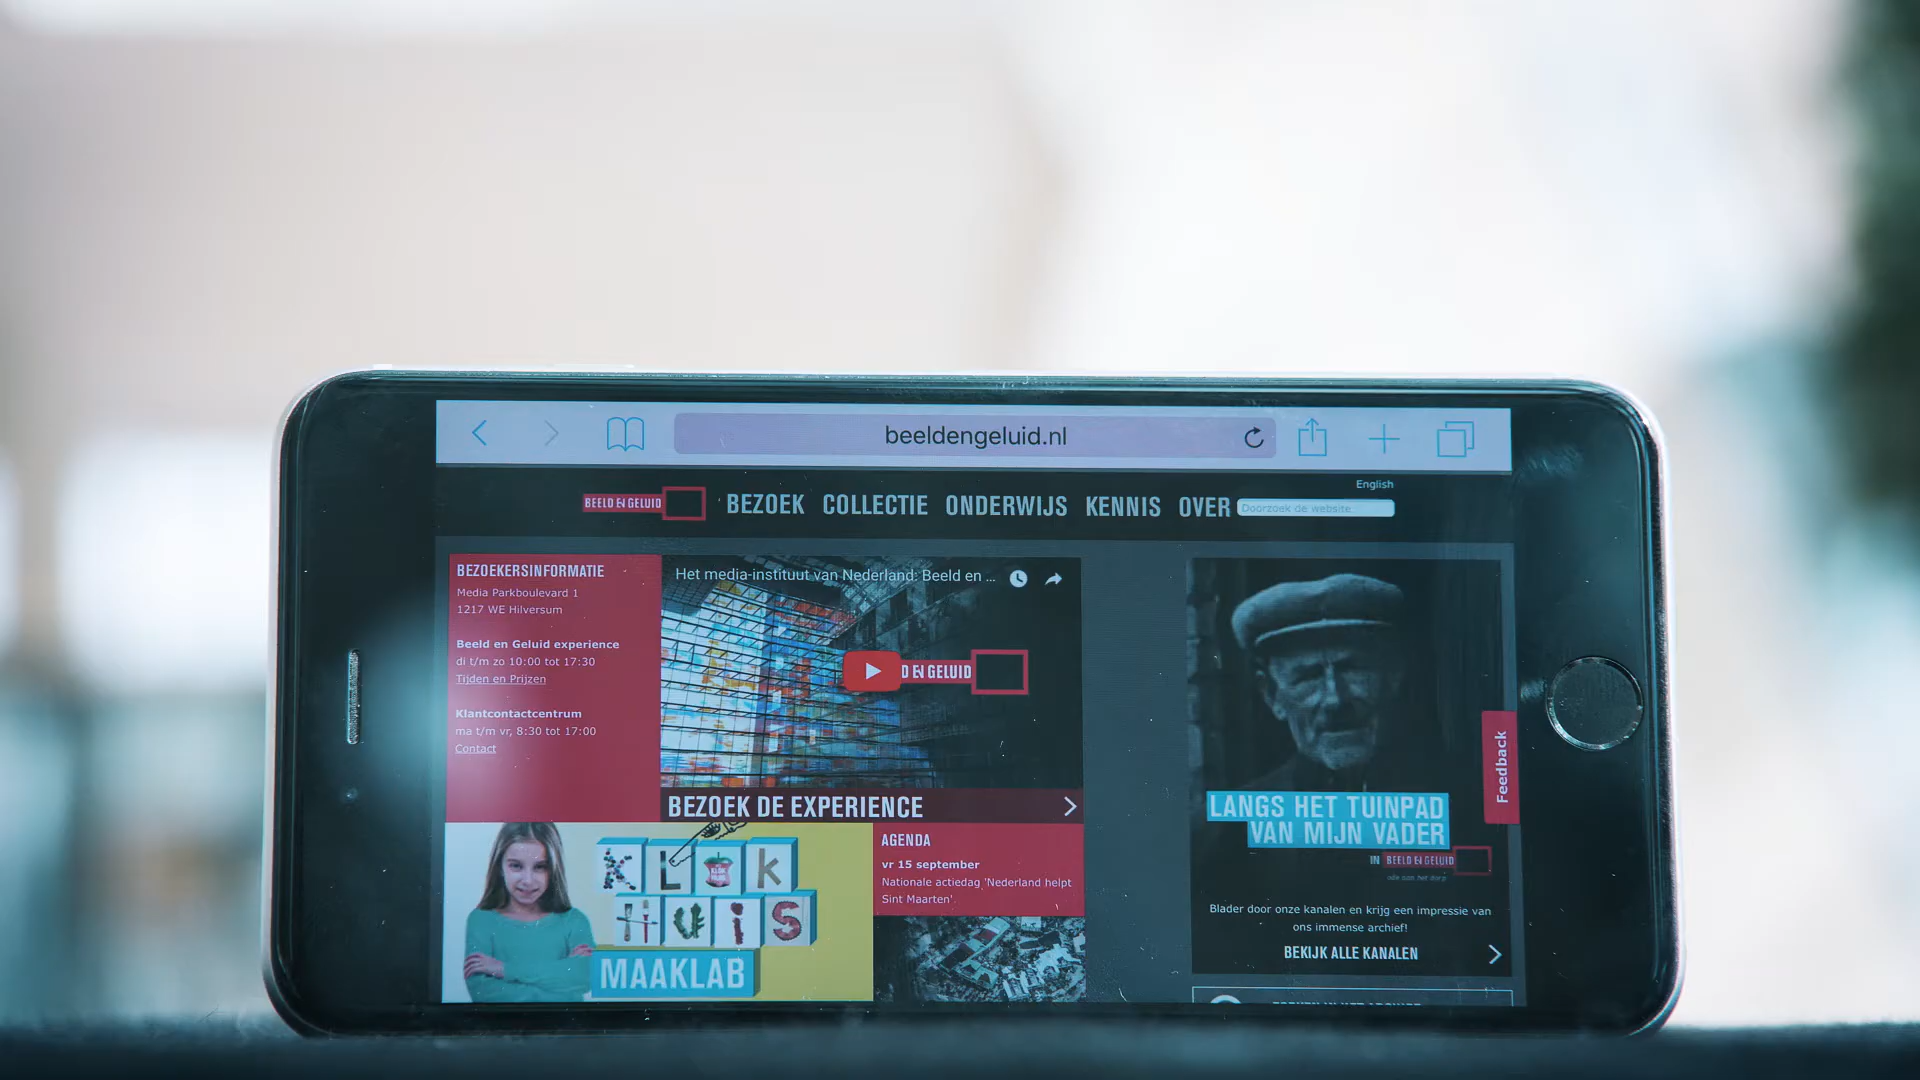 beeldengeluid.nl
English
BEELD EN GELUID
BEZOEK COLLECTIE ONDERWIJS KENNIS OVER
Doorzoek de website
BEZOEKERSINFORMATIE
Media Parkboulevard 1
1217 WE Hilversum
Beeld en Geluid experience
di t/m zo 10:00 tot 17:30
Tijden en Prijzen
Klantcontactcentrum
ma t/m vr, 8:30 tot 17:00
Contact
Het media-instituut van Nederland: Beeld en ...
D EN GELUID
BEZOEK DE EXPERIENCE
KLIK
HUIS
MAAKLAB
AGENDA
vr 15 september
Nationale actiedag 'Nederland helpt
Sint Maarten'
LANGS HET TUINPAD
VAN MIJN VADER
IN BEELD EN GELUID
Blader door onze kanalen en krijg een impressie van
ons immense archief!
BEKIJK ALLE KANALEN
Feedback